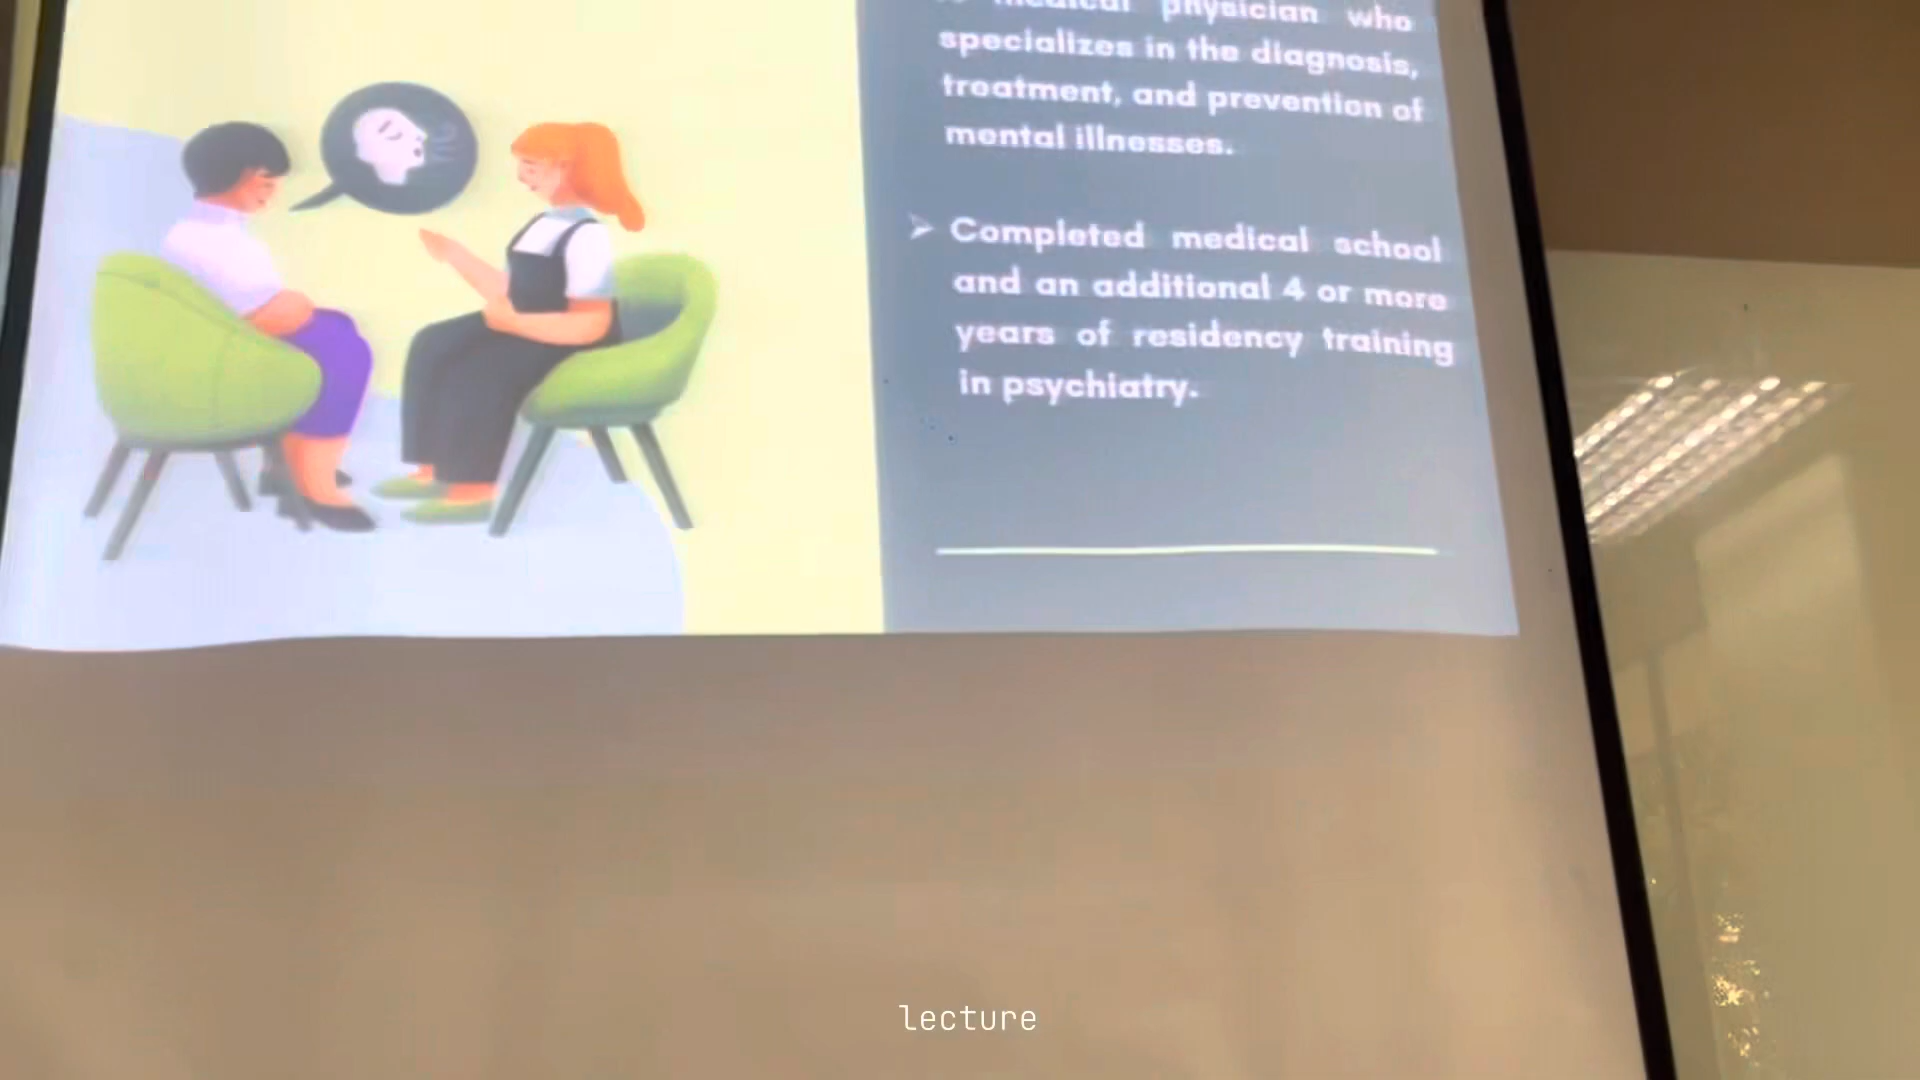 medical physician who
specializes in the diagnosis,
treatment, and prevention of
mental illnesses.
➢ Completed medical school
and an additional 4 or more
years of residency training
in psychiatry.
lecture